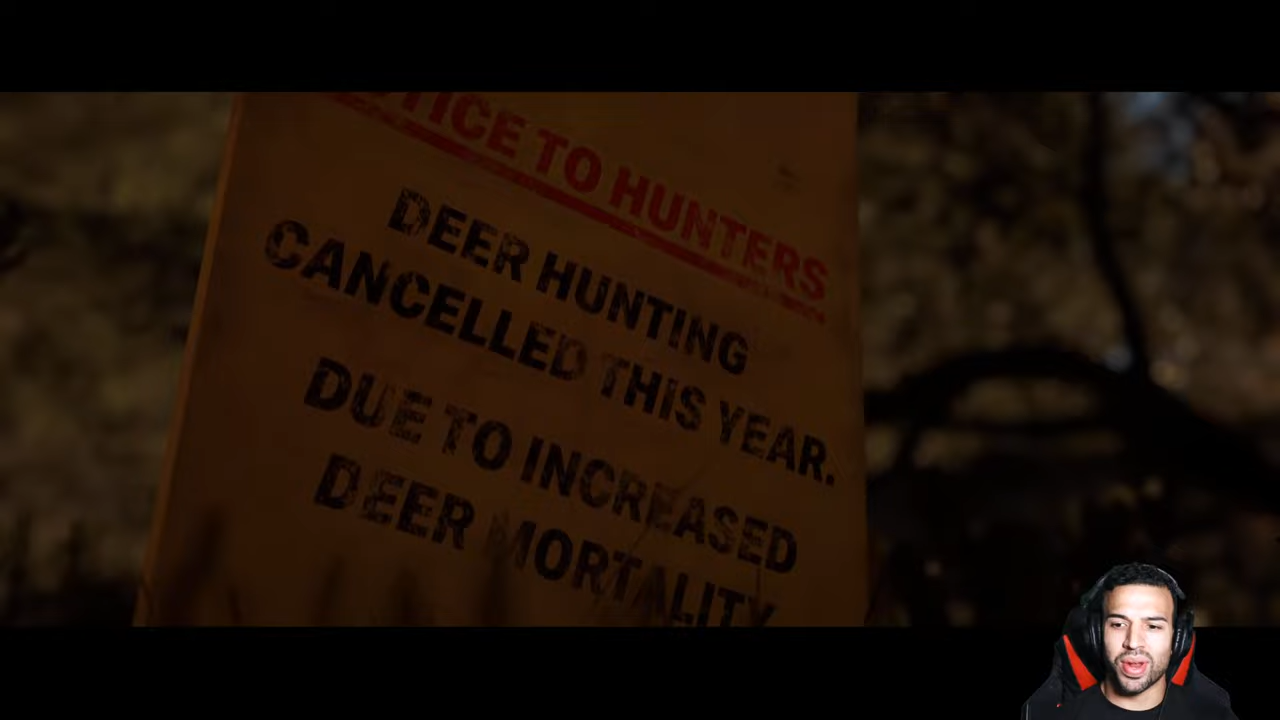 TICE TO HUNTERS
DEER HUNTING
CANCELLED THIS YEAR.
DUE TO INCREASED
DEER MORTALITY